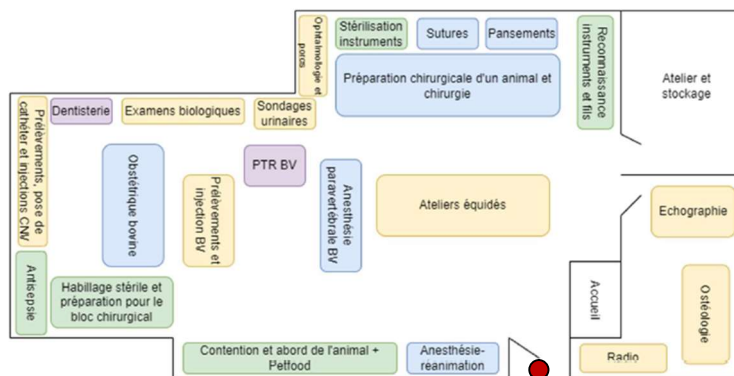 Ophtalmologie et
porcs
Stérilisation
instruments
Sutures
Pansements
Reconnaissance
instruments et fils
Préparation chirurgicale d'un animal et
chirurgie
Atelier et
stockage
Prélèvements, pose de
cathéter et injections CNV
Dentisterie
Examens biologiques
Sondages
urinaires
Obstétrique bovine
Prélèvements et
injection BV
PTR BV
Anesthésie
paravertébrale BV
Ateliers équidés
Echographie
Antisepsie
Habillage stérile et
préparation pour le
bloc chirurgical
Accueil
Ostéologie
Contention et abord de l'animal +
Petfood
Anesthésie-
réanimation
Radio